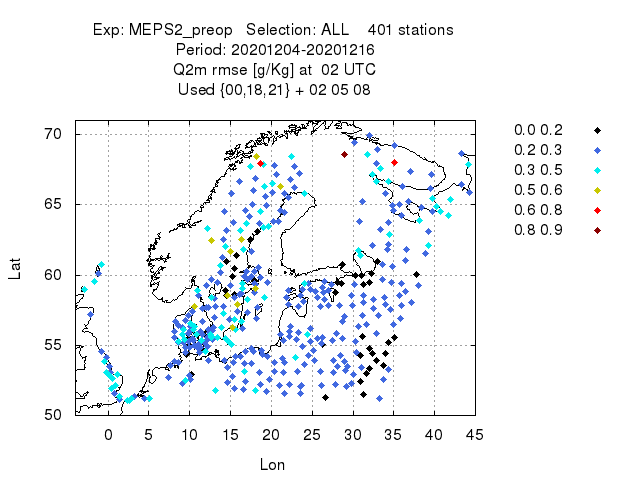 Exp: MEPS2_preop   Selection: ALL    401 stations
Period: 20201204-20201216
Q2m rmse [g/Kg] at  02 UTC
Used {00,18,21} + 02 05 08
0.0 0.2
0.2 0.3
0.3 0.5
0.5 0.6
0.6 0.8
0.8 0.9
70
65
60
55
50
Lat
0 5 10 15 20 25 30 35 40 45
Lon